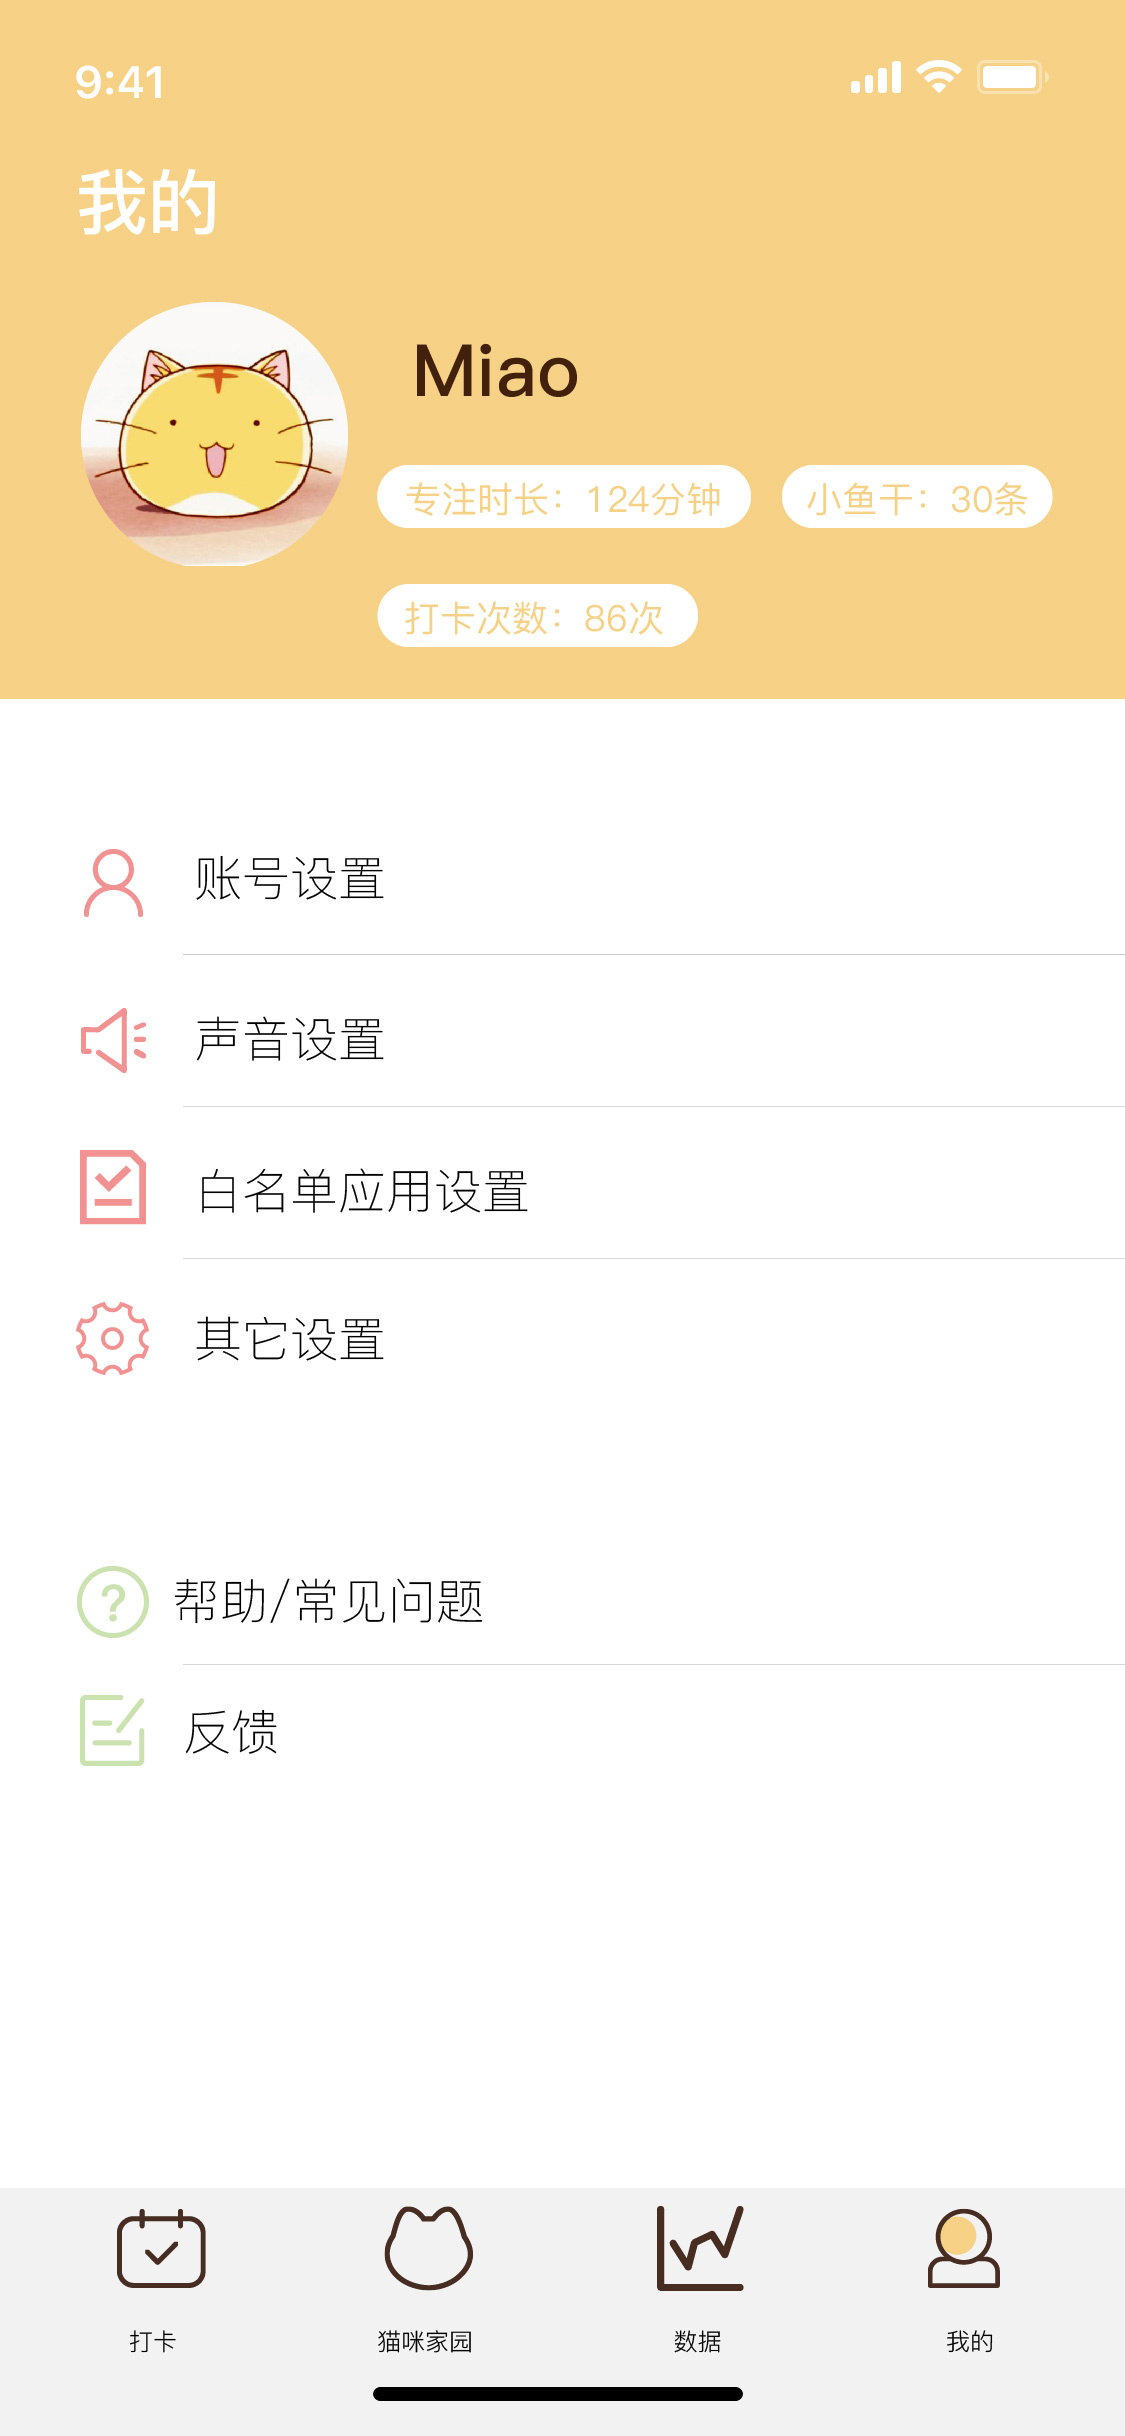 9:41
我的
Miao
专注时长：124分钟
小鱼干：30条
打卡次数：86次
账号设置
声音设置
白名单应用设置
其它设置
帮助/常见问题
反馈
打卡
猫咪家园
数据
我的